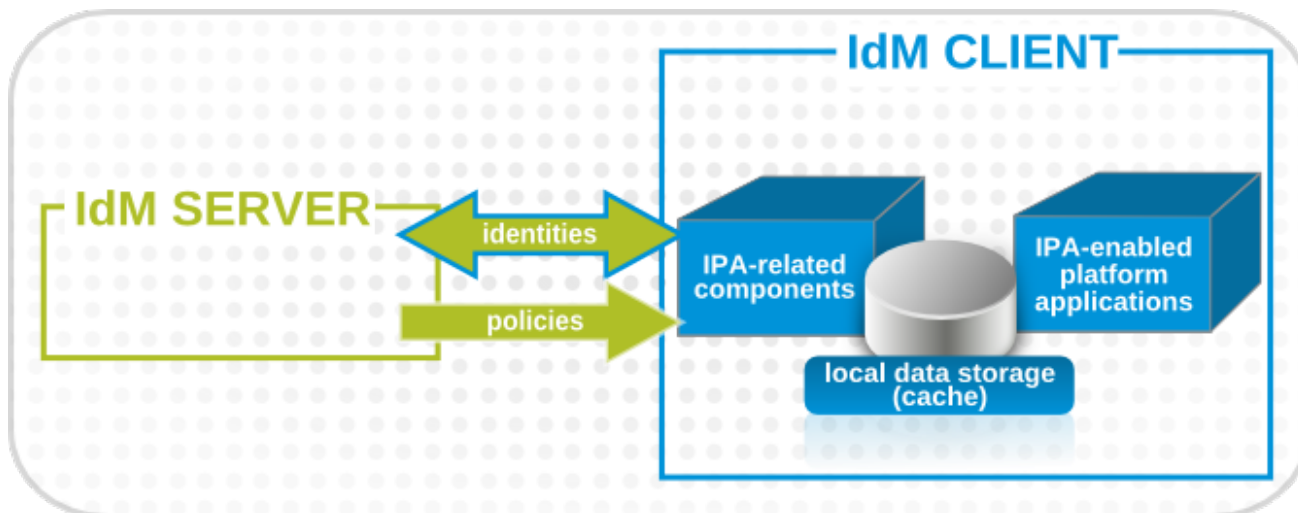 IdM CLIENT
IdM SERVER
identities
policies
IPA-related
components
IPA-enabled
platform
applications
local data storage
(cache)